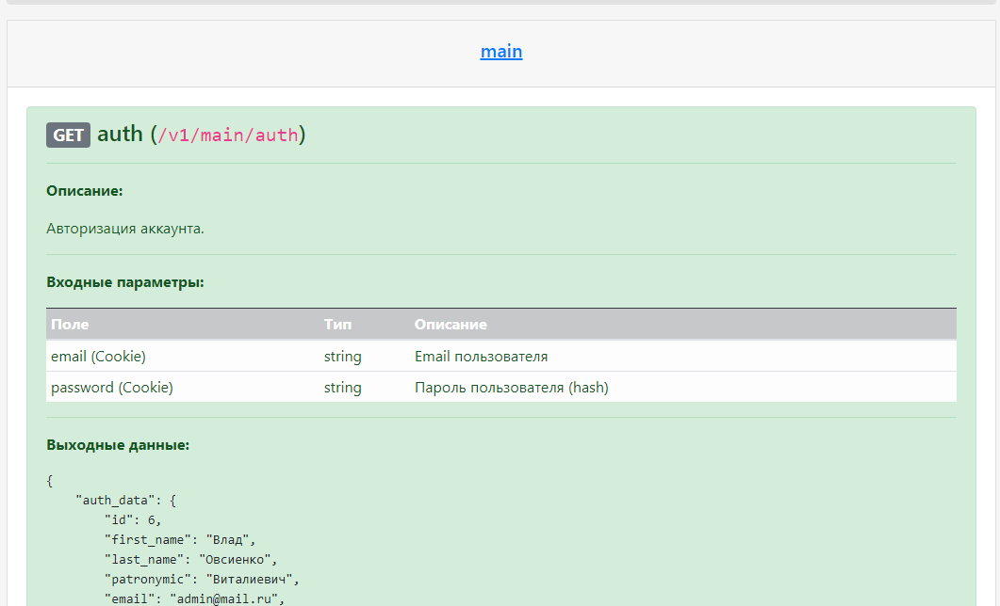 main
GET auth (/v1/main/auth)
Описание:
Авторизация аккаунта.
Входные параметры:
Поле Тип Описание
email (Cookie) string Email пользователя
password (Cookie) string Пароль пользователя (hash)
Выходные данные:
{
    "auth_data": {
        "id": 6,
        "first_name": "Влад",
        "last_name": "Овсиенко",
        "patronymic": "Виталиевич",
        "email": "admin@mail.ru",